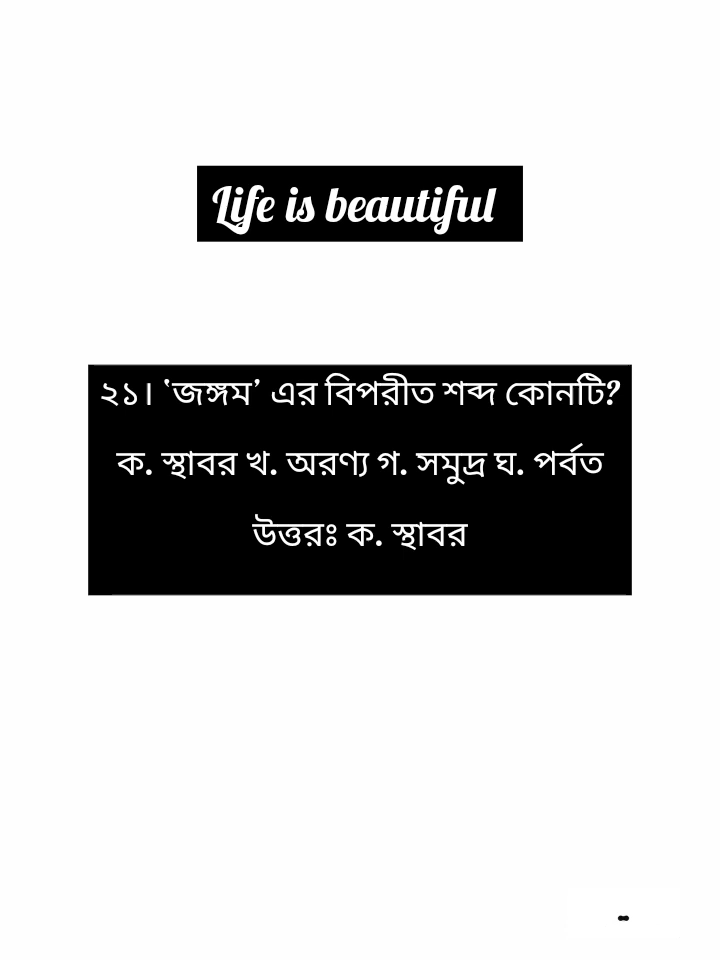 Life is beautiful
২১। ‘জঙ্গম’ এর বিপরীত শব্দ কোনটি?
ক. স্থাবর খ. অরণ্য গ. সমুদ্র ঘ. পর্বত
উত্তরঃ ক. স্থাবর